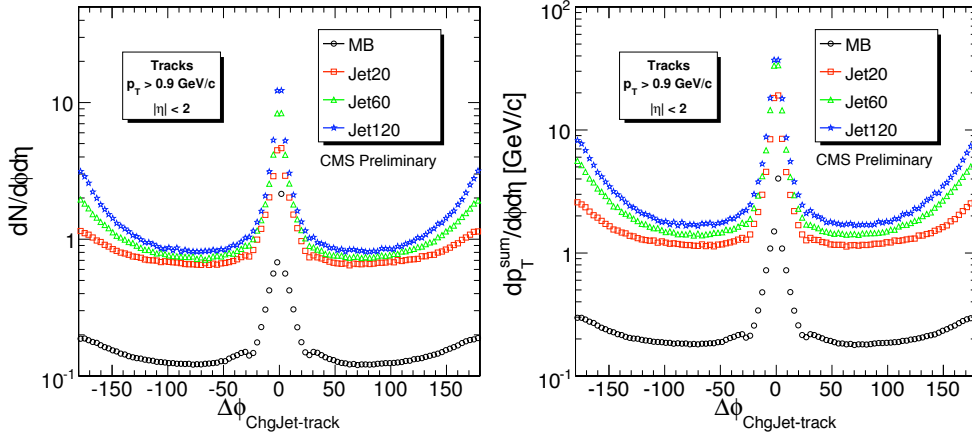 dN/dφdη
10
1
10⁻¹
Tracks
p_T > 0.9 GeV/c
|η| < 2
MB
Jet20
Jet60
Jet120
CMS Preliminary
-150 -100 -50 0 50 100 150
Δϕ_ChgJet-track
dp_T^sum/dφdη [GeV/c]
10²
10
1
10⁻¹
Tracks
p_T > 0.9 GeV/c
|η| < 2
MB
Jet20
Jet60
Jet120
CMS Preliminary
-150 -100 -50 0 50 100 150
Δϕ_ChgJet-track